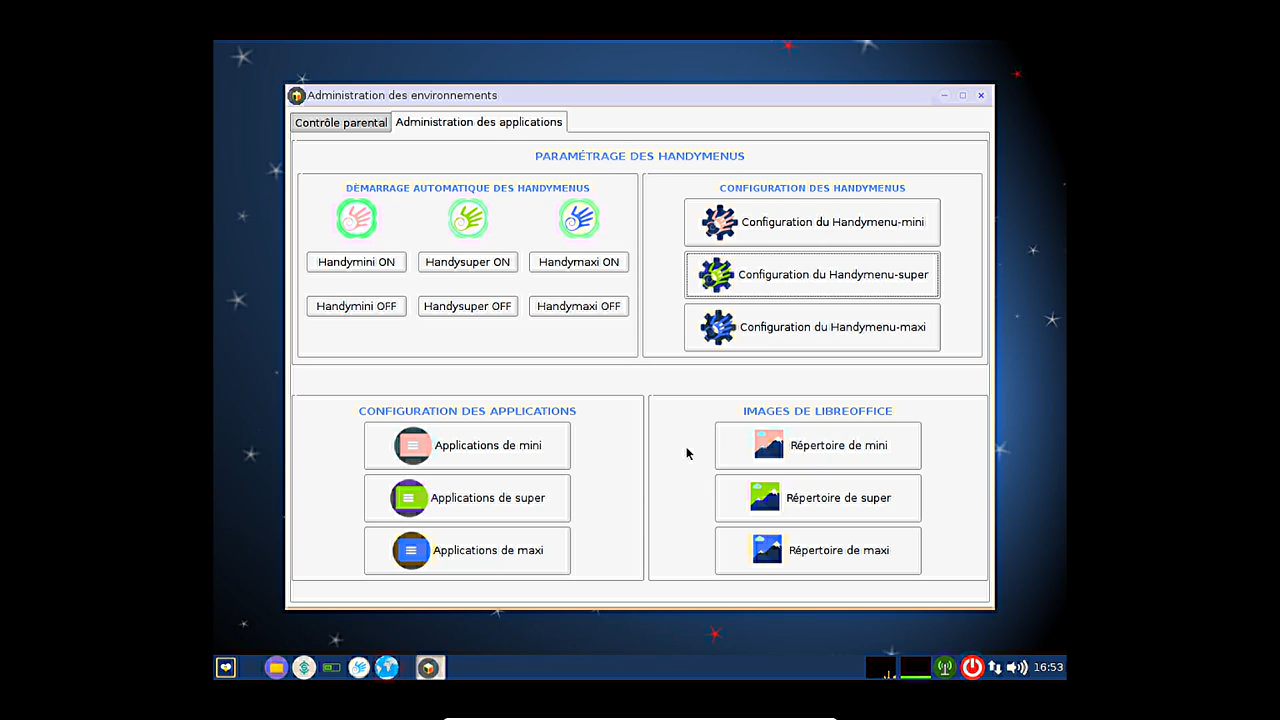 Administration des environnements
Contrôle parental
Administration des applications
PARAMÉTRAGE DES HANDYMENUS
DÉMARRAGE AUTOMATIQUE DES HANDYMENUS
Handymini ON
Handysuper ON
Handymaxi ON
Handymini OFF
Handysuper OFF
Handymaxi OFF
CONFIGURATION DES HANDYMENUS
Configuration du Handymenu-mini
Configuration du Handymenu-super
Configuration du Handymenu-maxi
CONFIGURATION DES APPLICATIONS
Applications de mini
Applications de super
Applications de maxi
IMAGES DE LIBREOFFICE
Répertoire de mini
Répertoire de super
Répertoire de maxi
16:53